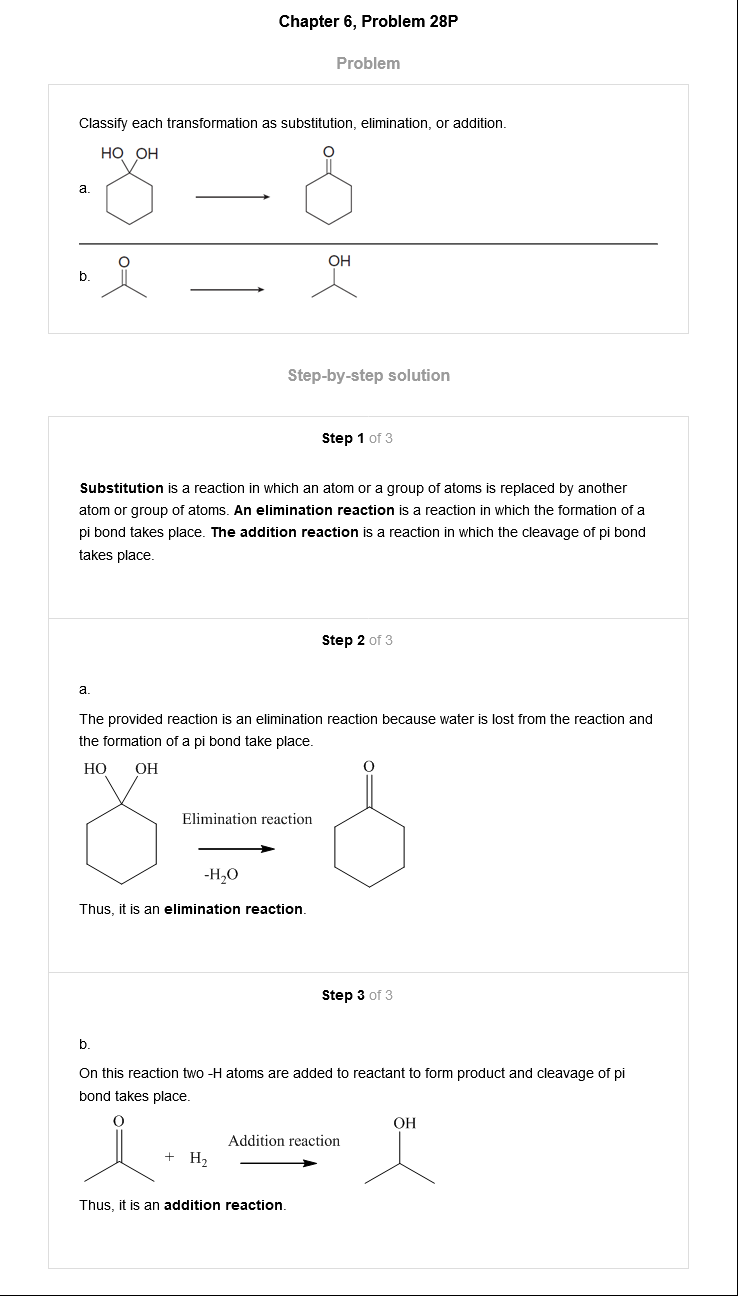 Chapter 6, Problem 28P
Problem
Classify each transformation as substitution, elimination, or addition.
HO OH
O
a.
O
OH
b.
Step-by-step solution
Step 1 of 3
Substitution is a reaction in which an atom or a group of atoms is replaced by another
atom or group of atoms. An elimination reaction is a reaction in which the formation of a
pi bond takes place. The addition reaction is a reaction in which the cleavage of pi bond
takes place.
Step 2 of 3
a.
The provided reaction is an elimination reaction because water is lost from the reaction and
the formation of a pi bond take place.
HO OH
O
Elimination reaction
-H₂O
Thus, it is an elimination reaction.
Step 3 of 3
b.
On this reaction two -H atoms are added to reactant to form product and cleavage of pi
bond takes place.
O
OH
Addition reaction
+ H₂
Thus, it is an addition reaction.